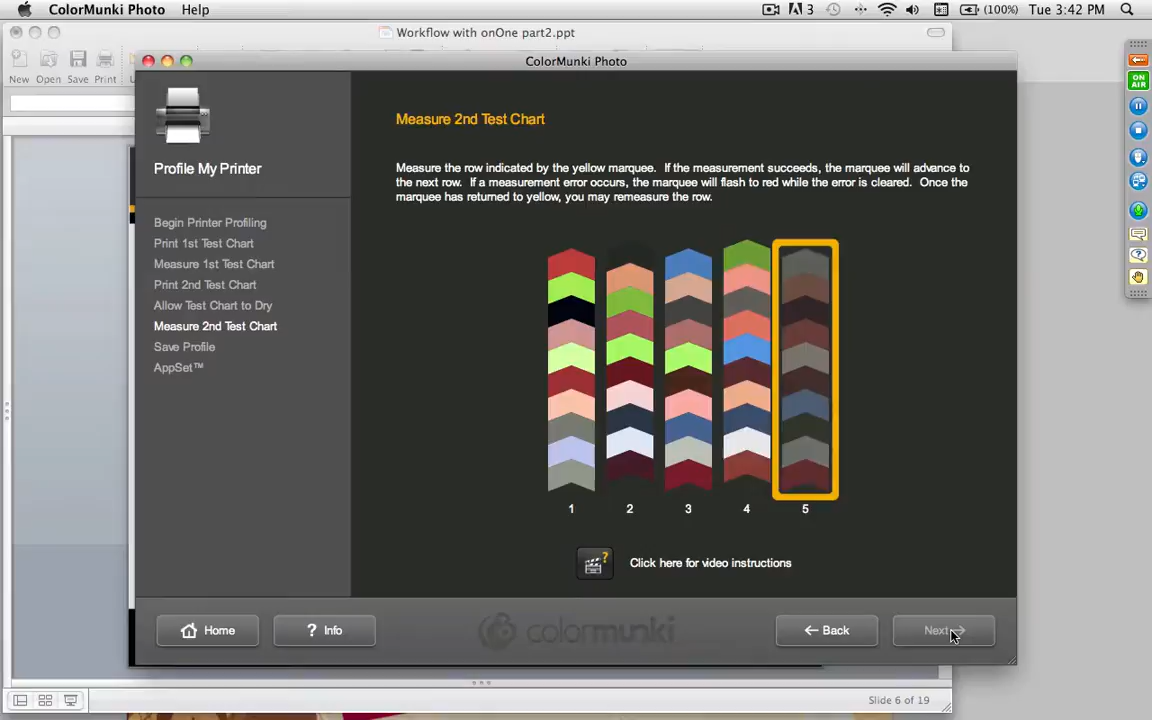 ColorMunki Photo Help
3
(100%) Tue 3:42 PM
Workflow with onOne part2.ppt
New Open Save Print
ColorMunki Photo
ON AIR
Profile My Printer
Begin Printer Profiling
Print 1st Test Chart
Measure 1st Test Chart
Print 2nd Test Chart
Allow Test Chart to Dry
Measure 2nd Test Chart
Save Profile
AppSet™
Measure 2nd Test Chart
Measure the row indicated by the yellow marquee. If the measurement succeeds, the marquee will advance to
the next row. If a measurement error occurs, the marquee will flash to red while the error is cleared. Once the
marquee has returned to yellow, you may remeasure the row.
1 2 3 4 5
Click here for video instructions
Home
? Info
colormunki
Back
Next
Slide 6 of 19